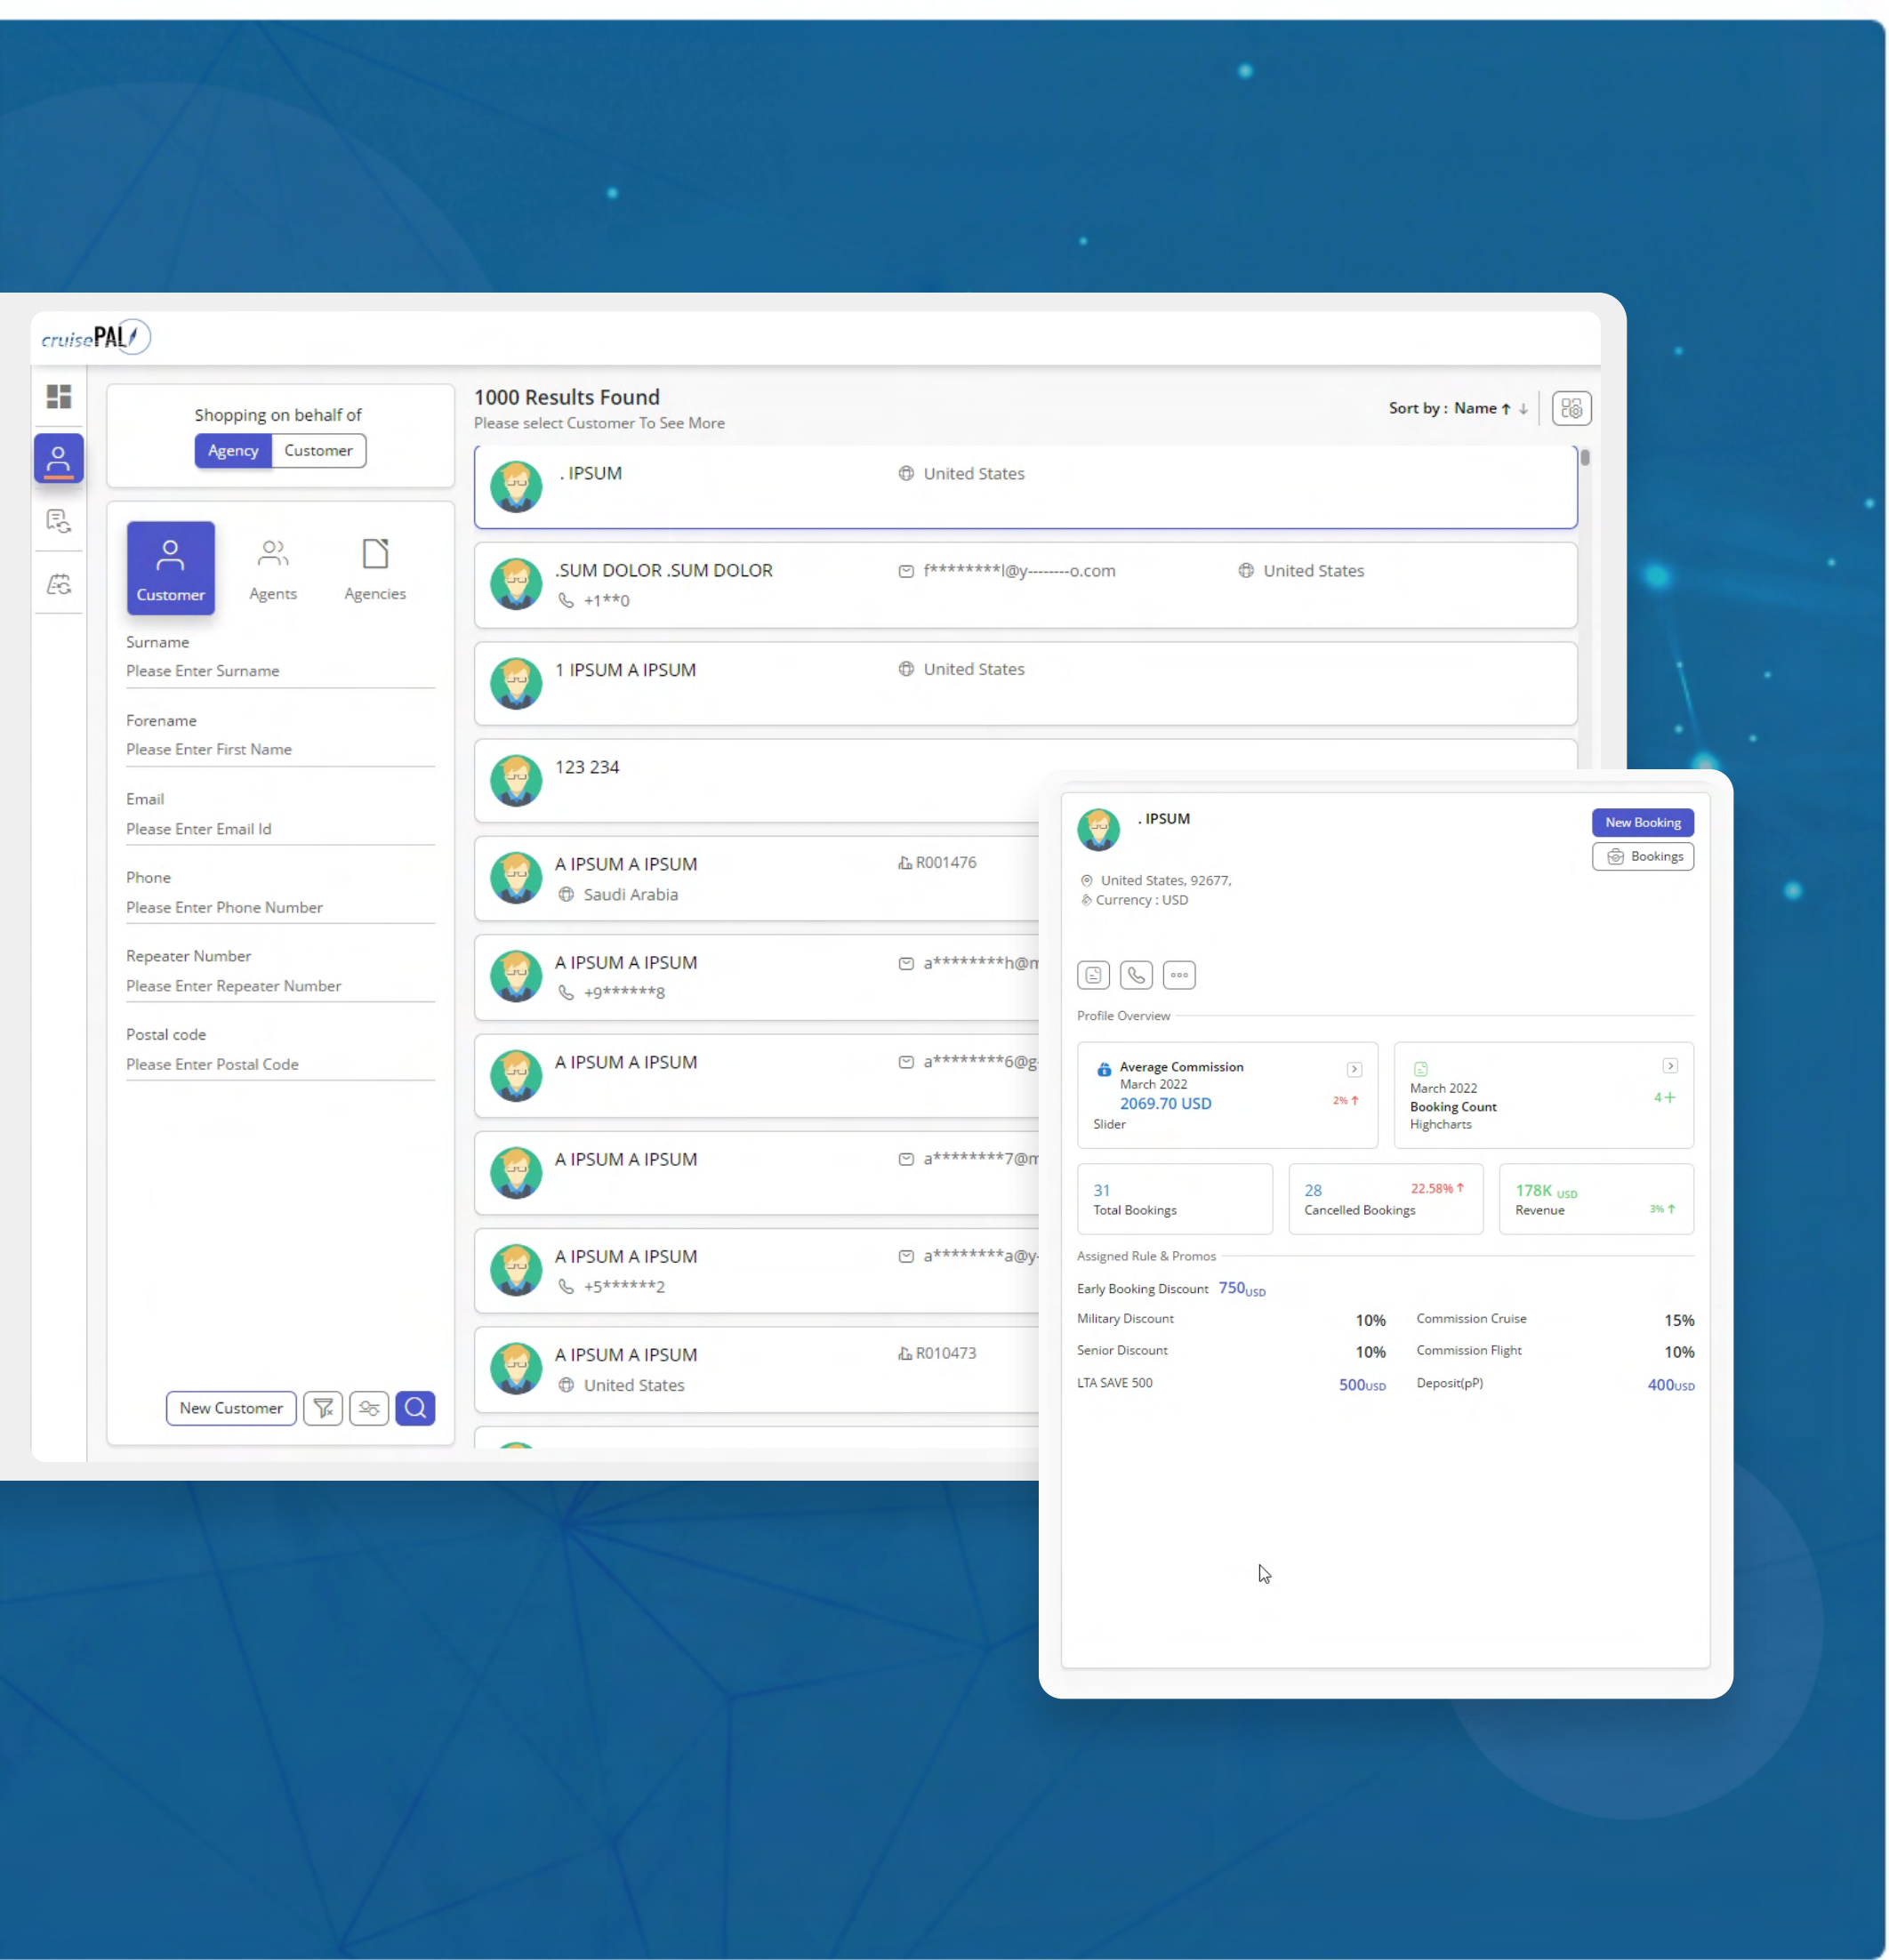 cruisePAL
Shopping on behalf of
Agency Customer
Customer Agents Agencies
Surname
Please Enter Surname
Forename
Please Enter First Name
Email
Please Enter Email Id
Phone
Please Enter Phone Number
Repeater Number
Please Enter Repeater Number
Postal code
Please Enter Postal Code
New Customer
1000 Results Found
Please select Customer To See More
Sort by : Name ↑ ↓
. IPSUM United States
.SUM DOLOR .SUM DOLOR f********l@y-------o.com United States
+1**0
1 IPSUM A IPSUM United States
123 234
A IPSUM A IPSUM R001476
Saudi Arabia
A IPSUM A IPSUM a********h@m
+9******8
A IPSUM A IPSUM a********6@g
A IPSUM A IPSUM a********7@m
A IPSUM A IPSUM a********a@y
+5******2
A IPSUM A IPSUM R010473
United States
. IPSUM
New Booking
Bookings
United States, 92677,
Currency : USD
Profile Overview
Average Commission
March 2022
2069.70 USD 2% ↑
Slider
March 2022
Booking Count 4+
Highcharts
31
Total Bookings
28 22.58% ↑
Cancelled Bookings
178K USD
Revenue 3% ↑
Assigned Rule & Promos
Early Booking Discount 750USD
Military Discount 10% Commission Cruise 15%
Senior Discount 10% Commission Flight 10%
LTA SAVE 500 500USD Deposit(pP) 400USD